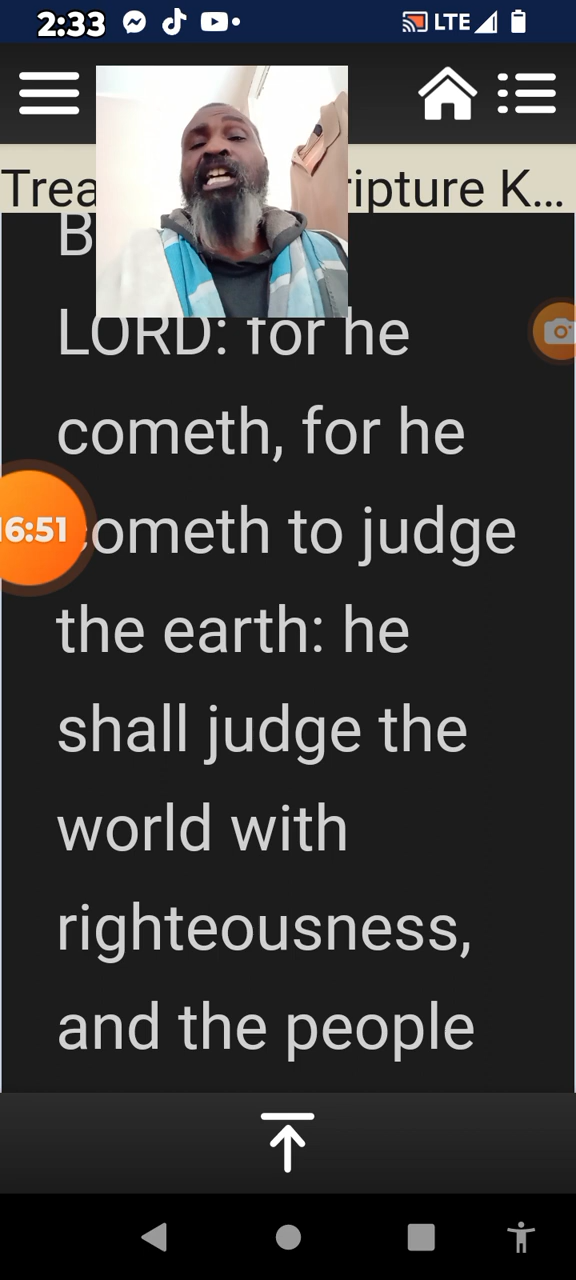 2:33 LTE
Trea ripture K...
B
LORD: for he
cometh, for he
16:51 cometh to judge
the earth: he
shall judge the
world with
righteousness,
and the people